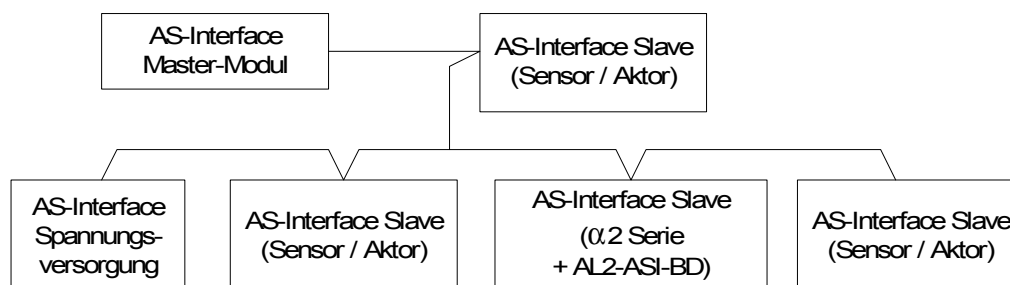 AS-Interface
Master-Modul
AS-Interface Slave
(Sensor / Aktor)
AS-Interface
Spannungs-
versorgung
AS-Interface Slave
(Sensor / Aktor)
AS-Interface Slave
(α2 Serie
+ AL2-ASI-BD)
AS-Interface Slave
(Sensor / Aktor)